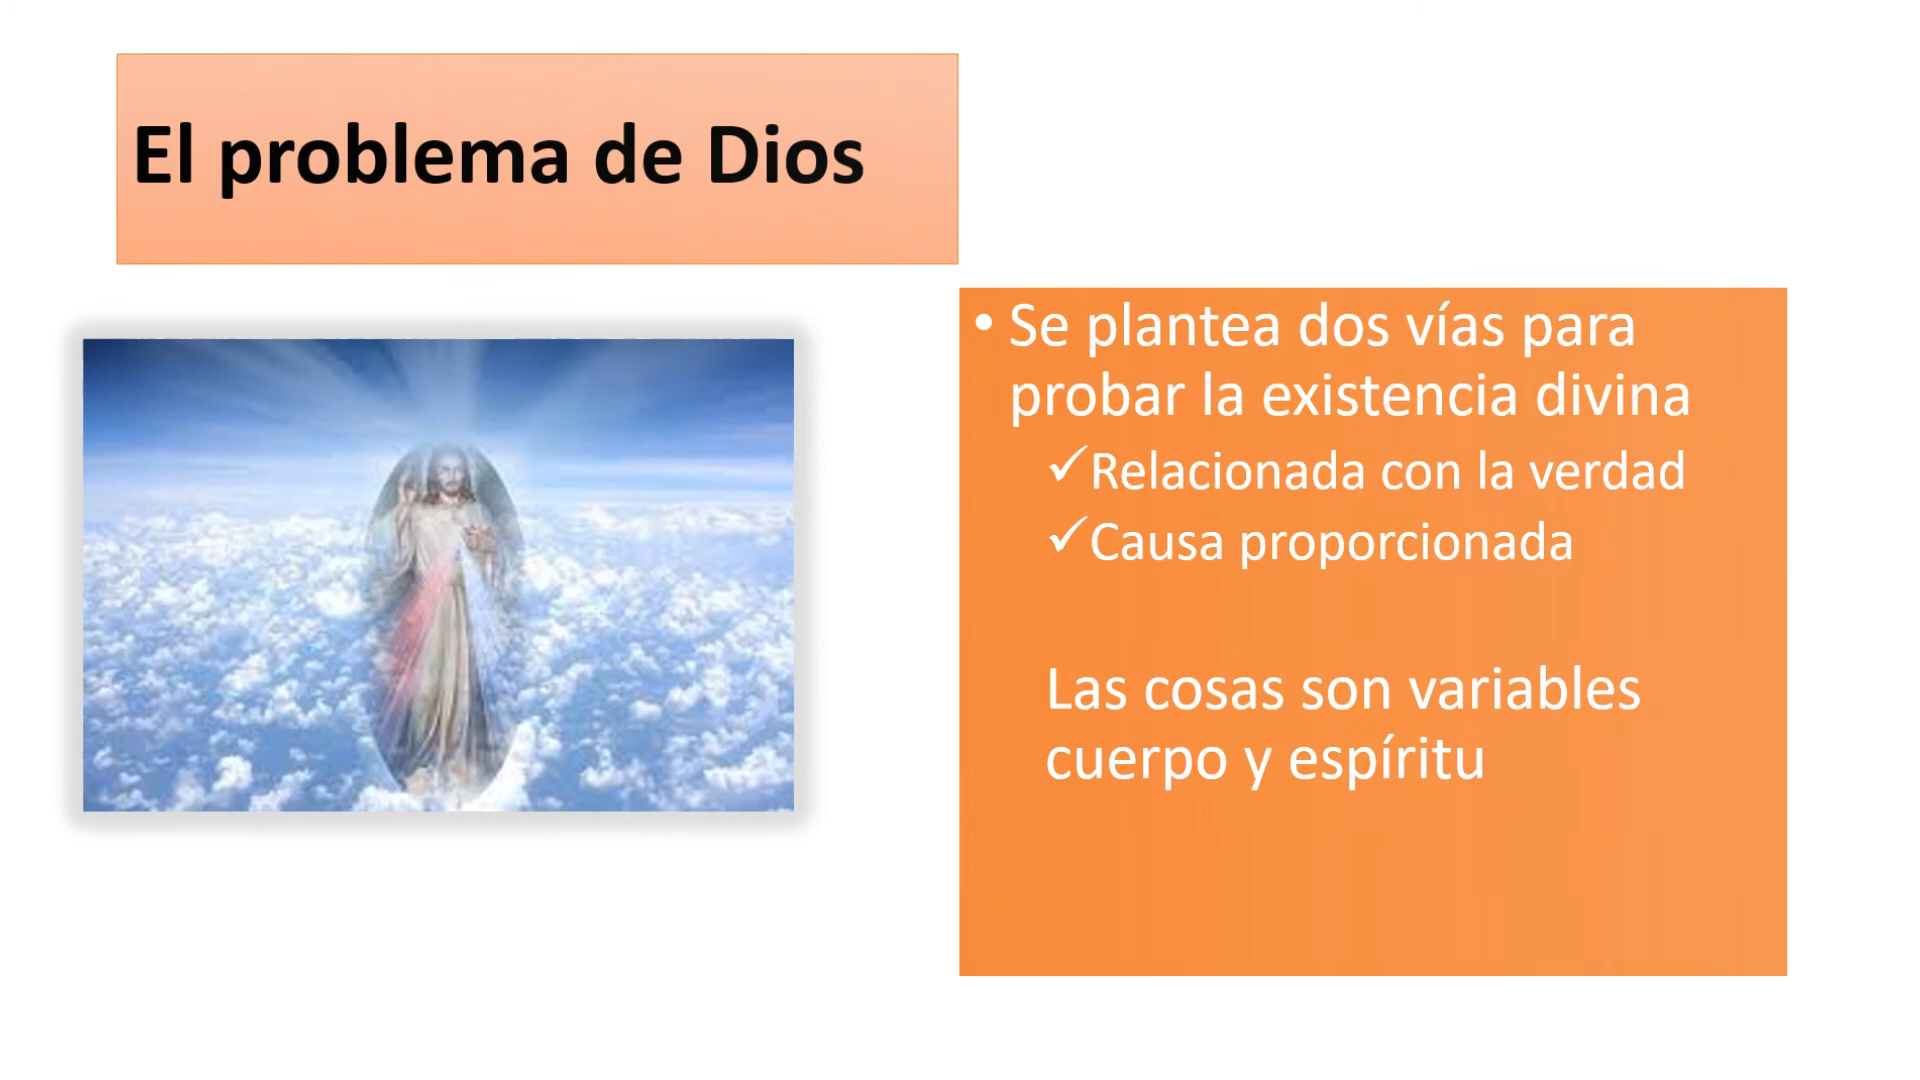 El problema de Dios
• Se plantea dos vías para
probar la existencia divina
✓Relacionada con la verdad
✓Causa proporcionada
Las cosas son variables
cuerpo y espíritu